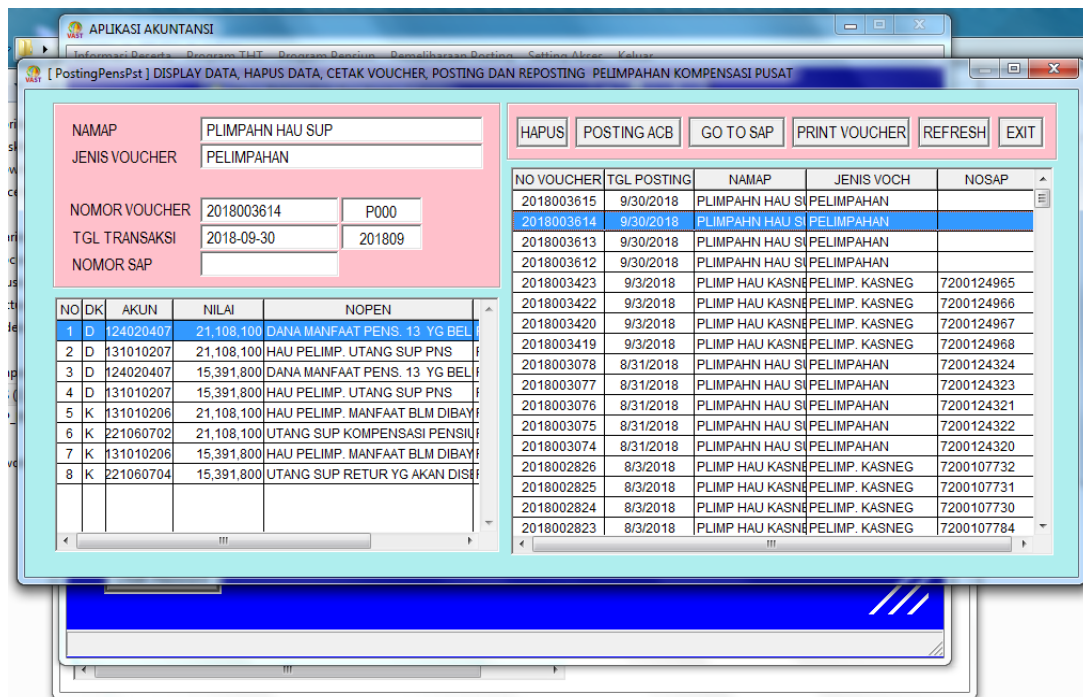 APLIKASI AKUNTANSI
Informasi Peserta Program THT Program Pensiun Pemeliharaan Posting Setting Akses Keluar
[ PostingPensPst ] DISPLAY DATA, HAPUS DATA, CETAK VOUCHER, POSTING DAN REPOSTING PELIMPAHAN KOMPENSASI PUSAT
NAMAP PLIMPAHN HAU SUP
JENIS VOUCHER PELIMPAHAN
NOMOR VOUCHER 2018003614 P000
TGL TRANSAKSI 2018-09-30 201809
NOMOR SAP
HAPUS POSTING ACB GO TO SAP PRINT VOUCHER REFRESH EXIT
NO DK AKUN NILAI NOPEN
1 D 124020407 21,108,100 DANA MANFAAT PENS. 13 YG BEL
2 D 131010207 21,108,100 HAU PELIMP. UTANG SUP PNS
3 D 124020407 15,391,800 DANA MANFAAT PENS. 13 YG BEL
4 D 131010207 15,391,800 HAU PELIMP. UTANG SUP PNS
5 K 131010206 21,108,100 HAU PELIMP. MANFAAT BLM DIBAY
6 K 221060702 21,108,100 UTANG SUP KOMPENSASI PENSIU
7 K 131010206 15,391,800 HAU PELIMP. MANFAAT BLM DIBAY
8 K 221060704 15,391,800 UTANG SUP RETUR YG AKAN DISE
NO VOUCHER TGL POSTING NAMAP JENIS VOCH NOSAP
2018003615 9/30/2018 PLIMPAHN HAU SU PELIMPAHAN
2018003614 9/30/2018 PLIMPAHN HAU SU PELIMPAHAN
2018003613 9/30/2018 PLIMPAHN HAU SU PELIMPAHAN
2018003612 9/30/2018 PLIMPAHN HAU SU PELIMPAHAN
2018003423 9/3/2018 PLIMP HAU KASNE PELIMP. KASNEG 7200124965
2018003422 9/3/2018 PLIMP HAU KASNE PELIMP. KASNEG 7200124966
2018003420 9/3/2018 PLIMP HAU KASNE PELIMP. KASNEG 7200124967
2018003419 9/3/2018 PLIMP HAU KASNE PELIMP. KASNEG 7200124968
2018003078 8/31/2018 PLIMPAHN HAU SU PELIMPAHAN 7200124324
2018003077 8/31/2018 PLIMPAHN HAU SU PELIMPAHAN 7200124323
2018003076 8/31/2018 PLIMPAHN HAU SU PELIMPAHAN 7200124321
2018003075 8/31/2018 PLIMPAHN HAU SU PELIMPAHAN 7200124322
2018003074 8/31/2018 PLIMPAHN HAU SU PELIMPAHAN 7200124320
2018002826 8/3/2018 PLIMP HAU KASNE PELIMP. KASNEG 7200107732
2018002825 8/3/2018 PLIMP HAU KASNE PELIMP. KASNEG 7200107731
2018002824 8/3/2018 PLIMP HAU KASNE PELIMP. KASNEG 7200107730
2018002823 8/3/2018 PLIMP HAU KASNE PELIMP. KASNEG 7200107784